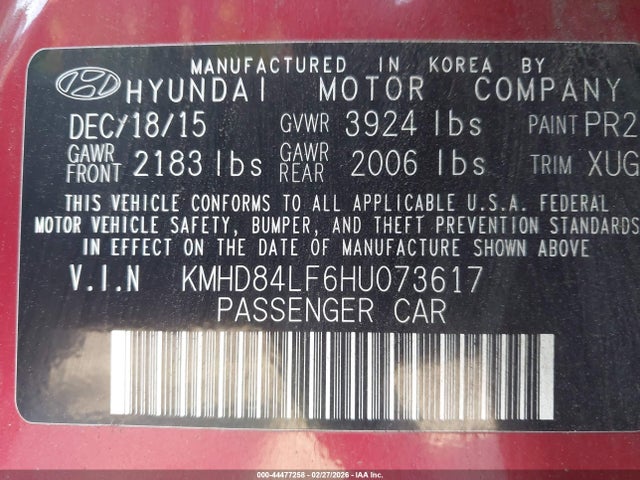 MANUFACTURED IN KOREA BY
HYUNDAI MOTOR COMPANY
DEC/18/15 GVWR 3924 lbs PAINT PR2
GAWR FRONT 2183 lbs GAWR REAR 2006 lbs TRIM XUG
THIS VEHICLE CONFORMS TO ALL APPLICABLE U.S.A. FEDERAL
MOTOR VEHICLE SAFETY, BUMPER, AND THEFT PREVENTION STANDARDS
IN EFFECT ON THE DATE OF MANUFACTURE SHOWN ABOVE
V.I.N KMHD84LF6HU073617
PASSENGER CAR
000-44477258 - 02/27/2026 - IAA Inc.